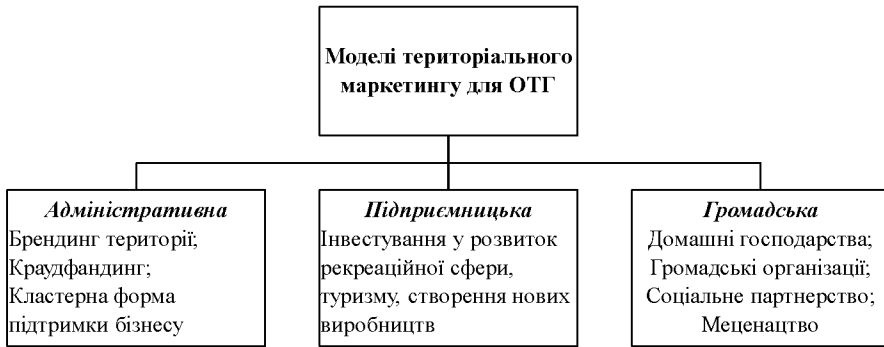 Моделі територіального
маркетингу для ОТГ
Адміністративна
Брендинг території;
Краудфандинг;
Кластерна форма
підтримки бізнесу
Підприємницька
Інвестування у розвиток
рекреаційної сфери,
туризму, створення нових
виробництв
Громадська
Домашні господарства;
Громадські організації;
Соціальне партнерство;
Меценацтво